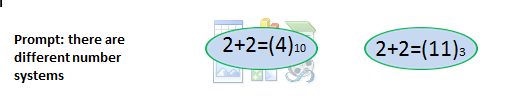 Prompt: there are
different number
systems
2+2=(4)10
2+2=(11)3